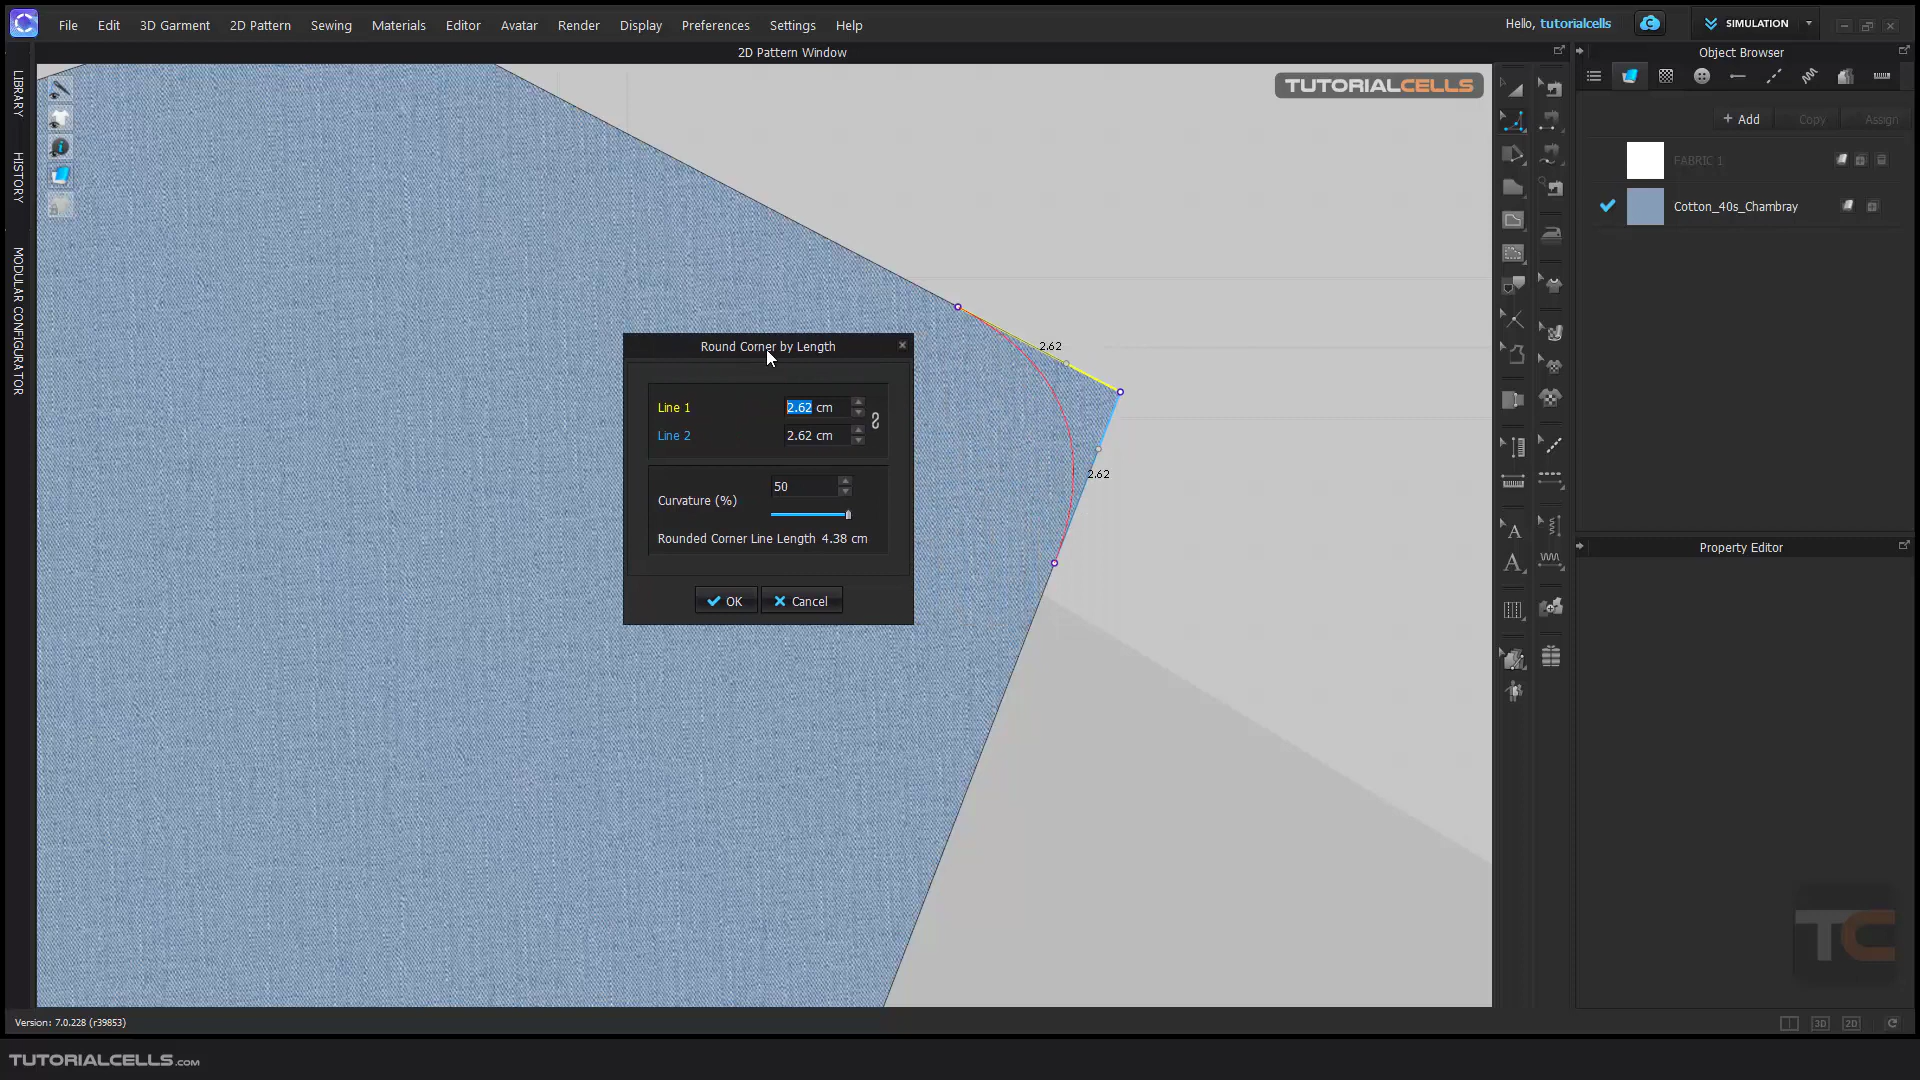 File Edit 3D Garment 2D Pattern Sewing Materials Editor Avatar Render Display Preferences Settings Help
Hello, tutorialcells
SIMULATION
2D Pattern Window
Object Browser
LIBRARY
HISTORY
MODULAR CONFIGURATOR
TUTORIALCELLS
+ Add Copy Assign
FABRIC 1
Cotton_40s_Chambray
2.62
2.62
Round Corner by Length
Line 1 2.62 cm
Line 2 2.62 cm
Curvature (%) 50
Rounded Corner Line Length 4.38 cm
OK Cancel
Property Editor
A
A
TC
Version: 7.0.228 (r39853)
3D 2D
TUTORIALCELLS.com